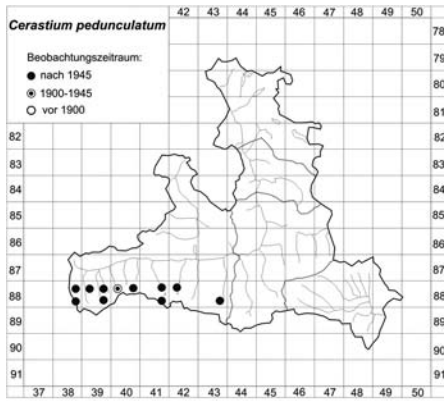 Cerastium pedunculatum
Beobachtungszeitraum:
nach 1945
1900-1945
vor 1900
42 43 44 45 46 47 48 49 50
78
79
80
81
82 82
83 83
84 84
85 85
86 86
87 87
88 88
89 89
90 90
91 91
37 38 39 40 41 42 43 44 45 46 47 48 49 50